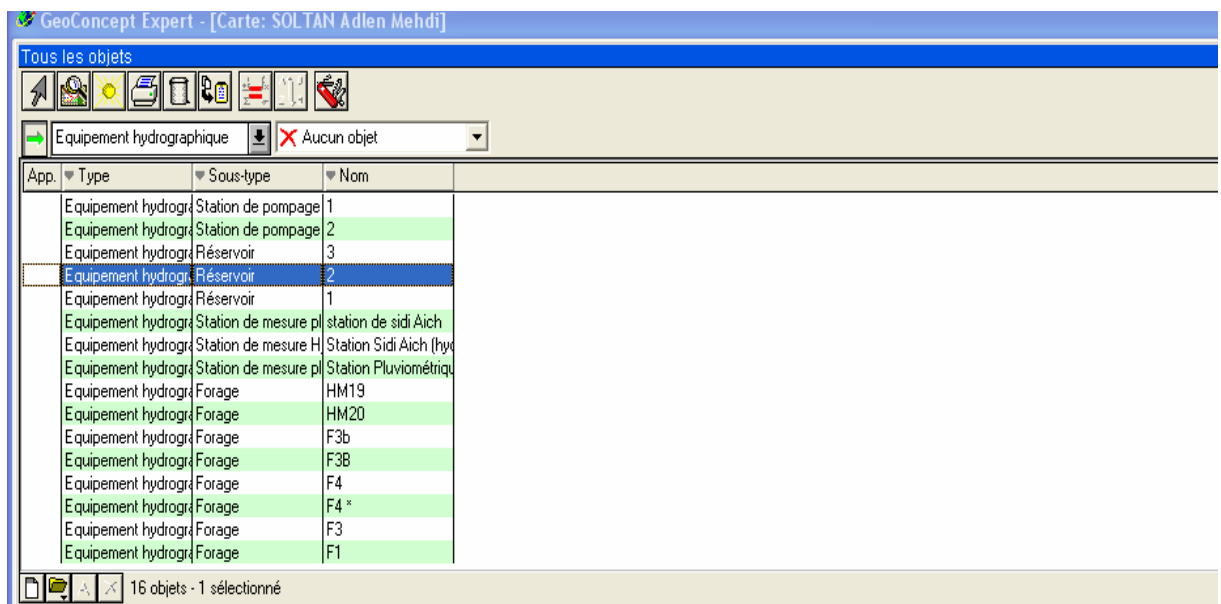 GeoConcept Expert - [Carte: SOLTAN Adlen Mehdi]
Tous les objets
Equipement hydrographique Aucun objet
App. Type Sous-type Nom
Equipement hydrogra Station de pompage 1
Equipement hydrogra Station de pompage 2
Equipement hydrogra Réservoir 3
Equipement hydrogra Réservoir 2
Equipement hydrogra Réservoir 1
Equipement hydrogra Station de mesure pl station de sidi Aich
Equipement hydrogra Station de mesure H Station Sidi Aich (hyd
Equipement hydrogra Station de mesure pl Station Pluviométriqu
Equipement hydrogra Forage HM19
Equipement hydrogra Forage HM20
Equipement hydrogra Forage F3b
Equipement hydrogra Forage F3B
Equipement hydrogra Forage F4
Equipement hydrogra Forage F4 *
Equipement hydrogra Forage F3
Equipement hydrogra Forage F1
16 objets - 1 sélectionné